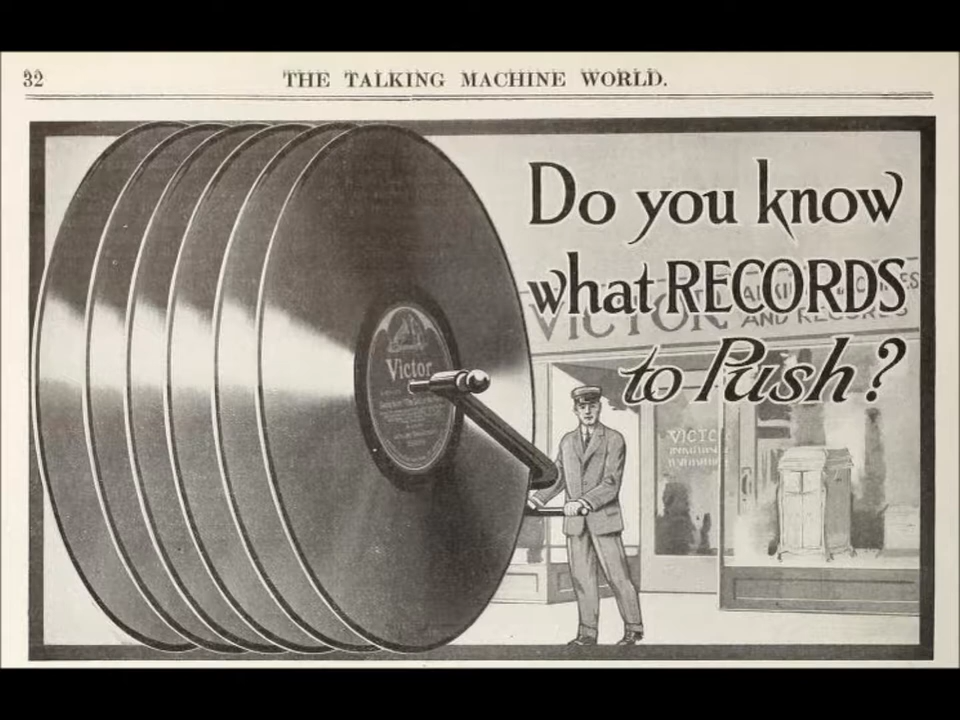 32
THE TALKING MACHINE WORLD.
Do you know
what RECORDS
to Push?
VICTOR
AND RECORDS
Victor
VICTOR